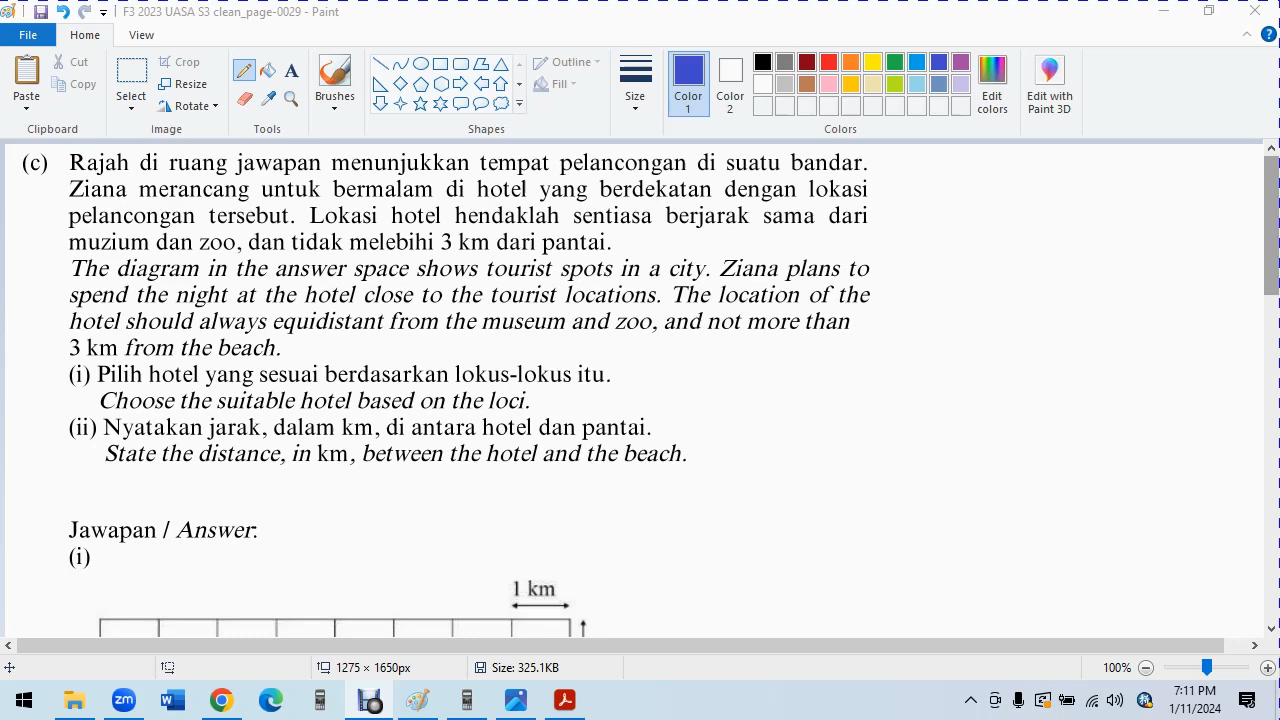 F3 2023 UASA S3 clean_page-0029 - Paint
File Home View
Paste
Cut
Copy
Clipboard
Select
Crop
Resize
Rotate
Image
Tools
Brushes
Shapes
Outline
Fill
Size
Color 1
Color 2
Colors
Edit colors
Edit with Paint 3D
(c) Rajah di ruang jawapan menunjukkan tempat pelancongan di suatu bandar.
Ziana merancang untuk bermalam di hotel yang berdekatan dengan lokasi
pelancongan tersebut. Lokasi hotel hendaklah sentiasa berjarak sama dari
muzium dan zoo, dan tidak melebihi 3 km dari pantai.
The diagram in the answer space shows tourist spots in a city. Ziana plans to
spend the night at the hotel close to the tourist locations. The location of the
hotel should always equidistant from the museum and zoo, and not more than
3 km from the beach.
(i) Pilih hotel yang sesuai berdasarkan lokus-lokus itu.
Choose the suitable hotel based on the loci.
(ii) Nyatakan jarak, dalam km, di antara hotel dan pantai.
State the distance, in km, between the hotel and the beach.
Jawapan / Answer:
(i)
1 km
1275 × 1650px
Size: 325.1KB
100%
zm
W
7:11 PM
1/11/2024